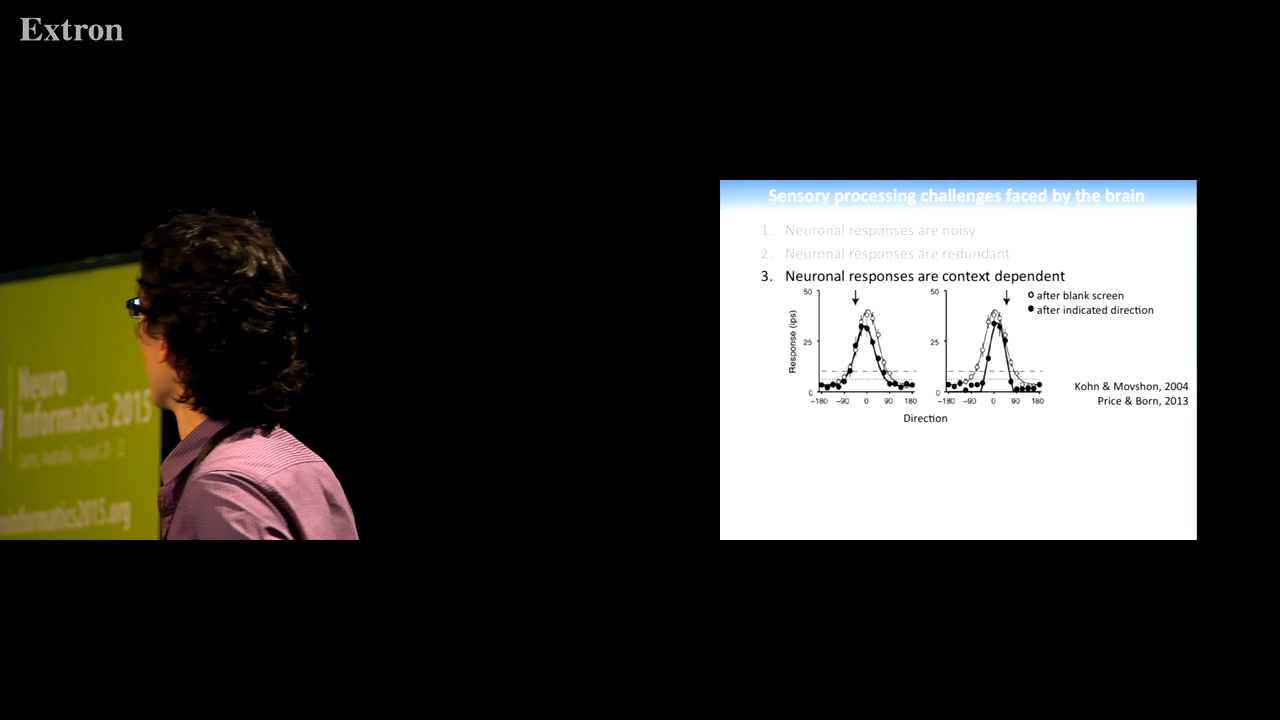 Extron
Neuro
Informatics 2015
informatics2015.org
Sensory processing challenges faced by the brain
1. Neuronal responses are noisy
2. Neuronal responses are redundant
3. Neuronal responses are context dependent
50
25
0
Response (ips)
−180 −90 0 90 180
50
25
0
−180 −90 0 90 180
Direction
after blank screen
after indicated direction
Kohn & Movshon, 2004
Price & Born, 2013